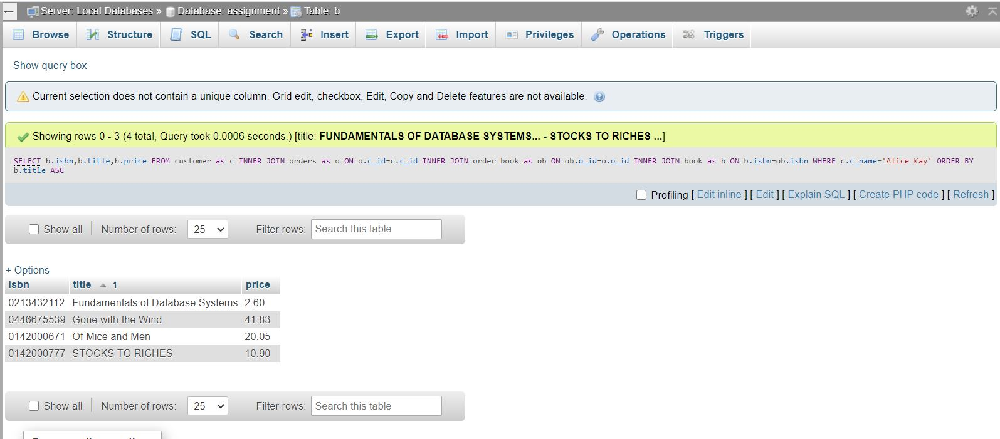 Server: Local Databases » Database: assignment » Table: b
Browse Structure SQL Search Insert Export Import Privileges Operations Triggers
Show query box
Current selection does not contain a unique column. Grid edit, checkbox, Edit, Copy and Delete features are not available.
Showing rows 0 - 3 (4 total, Query took 0.0006 seconds.) [title: FUNDAMENTALS OF DATABASE SYSTEMS... - STOCKS TO RICHES ...]
SELECT b.isbn,b.title,b.price FROM customer as c INNER JOIN orders as o ON o.c_id=c.c_id INNER JOIN order_book as ob ON ob.o_id=o.o_id INNER JOIN book as b ON b.isbn=ob.isbn WHERE c.c_name='Alice Kay' ORDER BY
b.title ASC
Profiling [ Edit inline ] [ Edit ] [ Explain SQL ] [ Create PHP code ] [ Refresh ]
Show all Number of rows: 25 Filter rows: Search this table
+ Options
isbn title 1 price
0213432112 Fundamentals of Database Systems 2.60
0446675539 Gone with the Wind 41.83
0142000671 Of Mice and Men 20.05
0142000777 STOCKS TO RICHES 10.90
Show all Number of rows: 25 Filter rows: Search this table